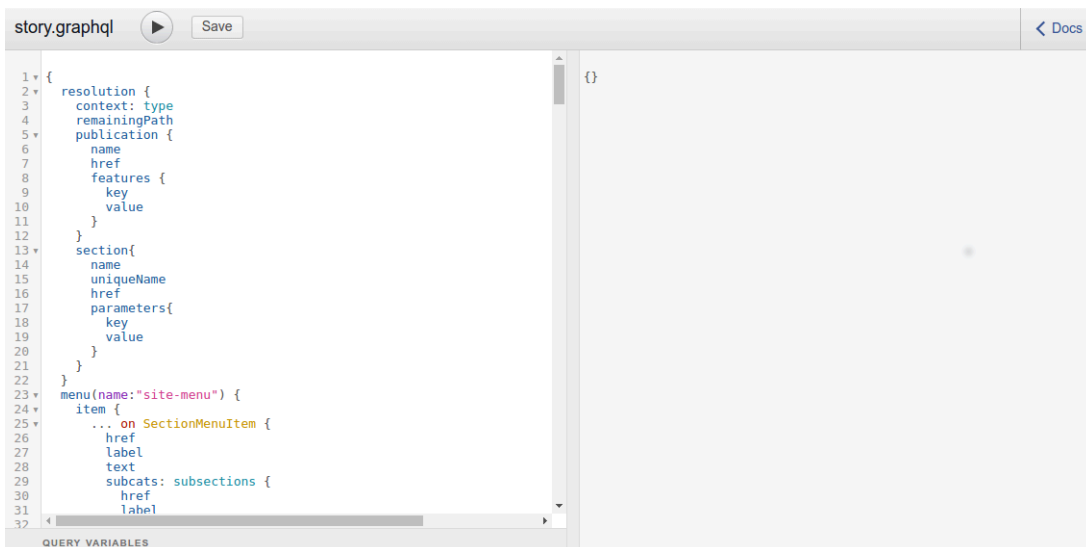 story.graphql Save Docs
1 {
2 resolution {
3 context: type
4 remainingPath
5 publication {
6 name
7 href
8 features {
9 key
10 value
11 }
12 }
13 section{
14 name
15 uniqueName
16 href
17 parameters{
18 key
19 value
20 }
21 }
22 }
23 menu(name:"site-menu") {
24 item {
25 ... on SectionMenuItem {
26 href
27 label
28 text
29 subcats: subsections {
30 href
31 label
32
{}
QUERY VARIABLES